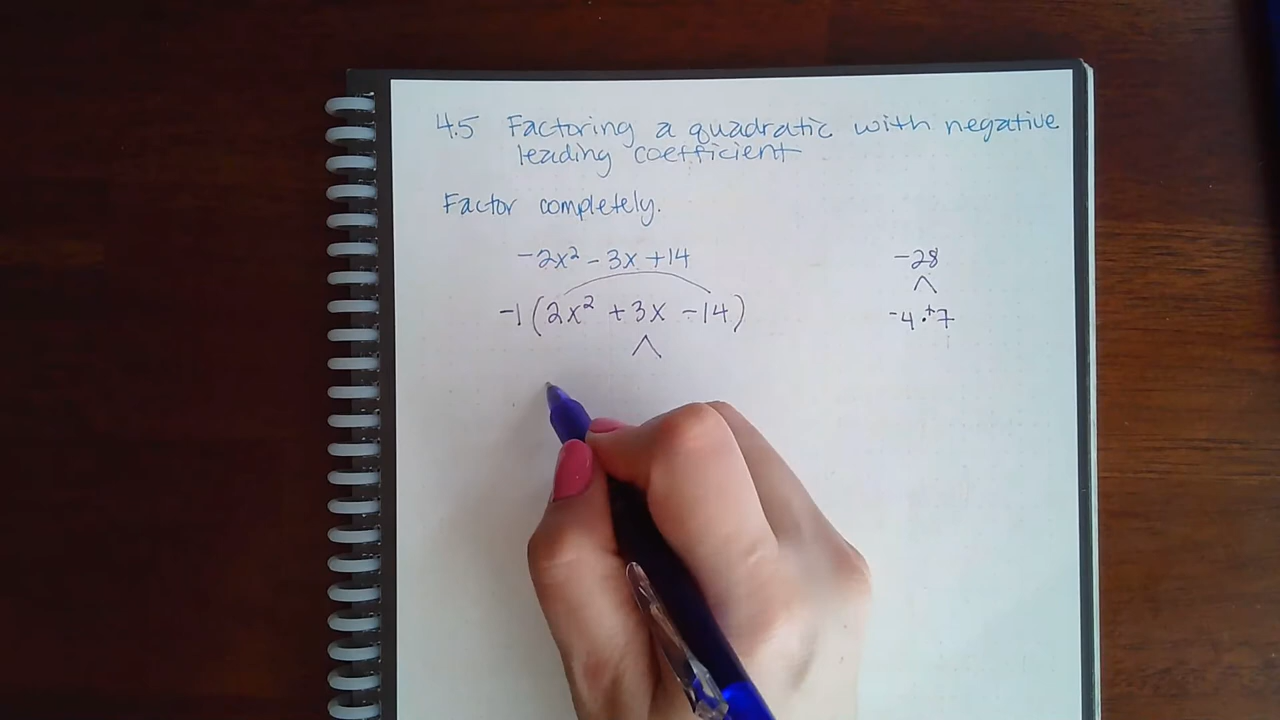 4.5 Factoring a quadratic with negative
leading coefficient
Factor completely.
-2x² - 3x +14
-28
-1(2x² +3x -14)
-4·+7